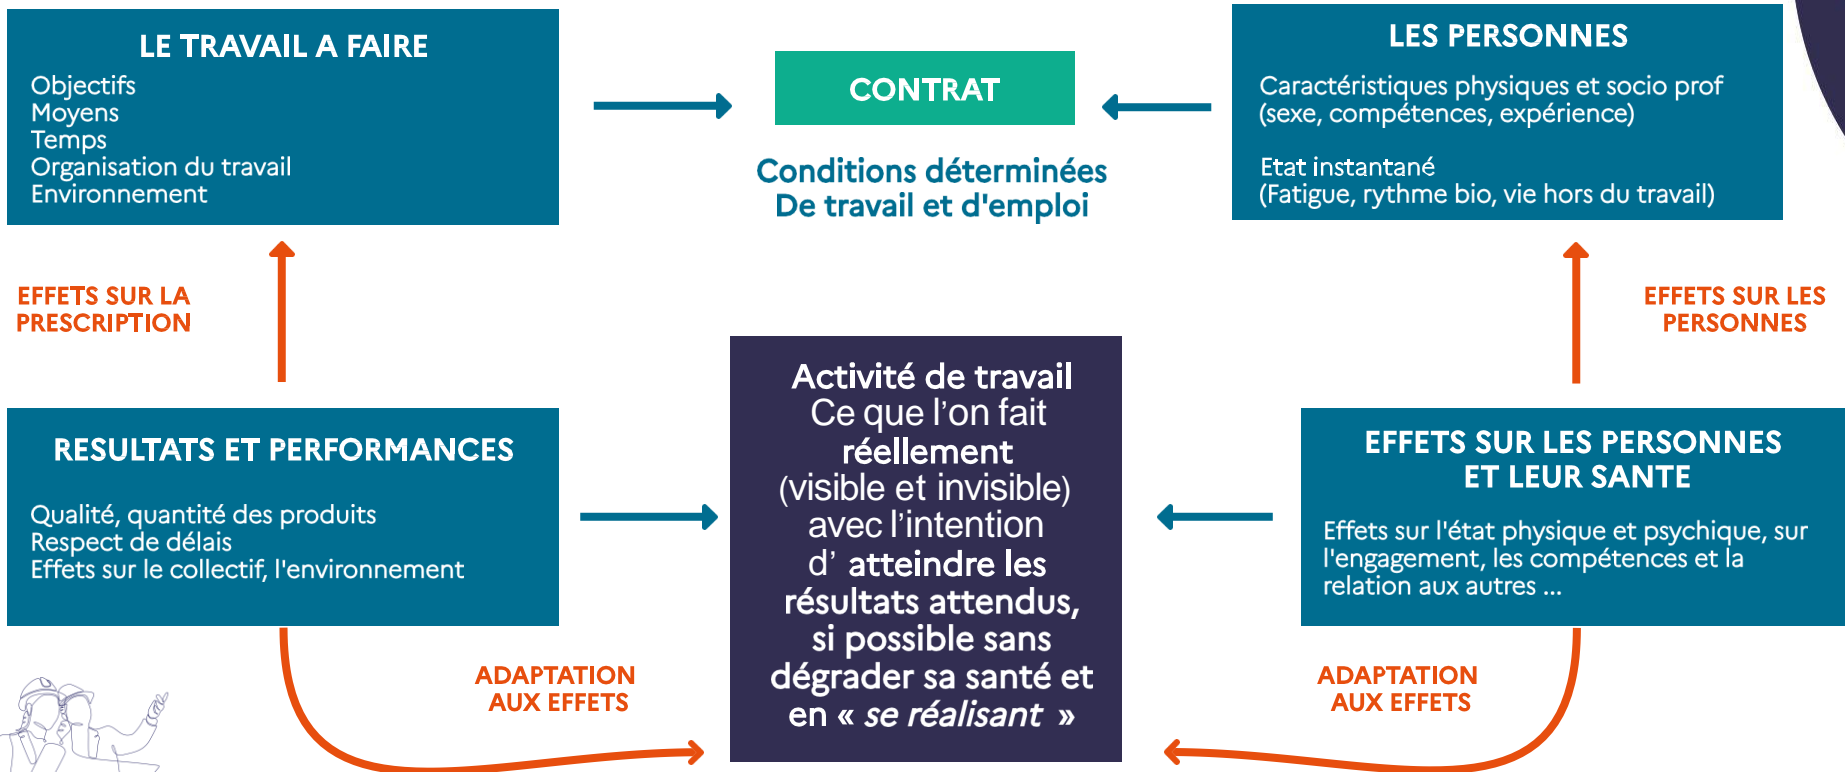 LE TRAVAIL A FAIRE
Objectifs
Moyens
Temps
Organisation du travail
Environnement
CONTRAT
Conditions déterminées
De travail et d'emploi
LES PERSONNES
Caractéristiques physiques et socio prof
(sexe, compétences, expérience)
Etat instantané
(Fatigue, rythme bio, vie hors du travail)
EFFETS SUR LA
PRESCRIPTION
EFFETS SUR LES
PERSONNES
RESULTATS ET PERFORMANCES
Qualité, quantité des produits
Respect de délais
Effets sur le collectif, l'environnement
Activité de travail
Ce que l’on fait
réellement
(visible et invisible)
avec l’intention
d’ atteindre les
résultats attendus,
si possible sans
dégrader sa santé et
en « se réalisant »
EFFETS SUR LES PERSONNES
ET LEUR SANTE
Effets sur l'état physique et psychique, sur
l'engagement, les compétences et la
relation aux autres ...
ADAPTATION
AUX EFFETS
ADAPTATION
AUX EFFETS